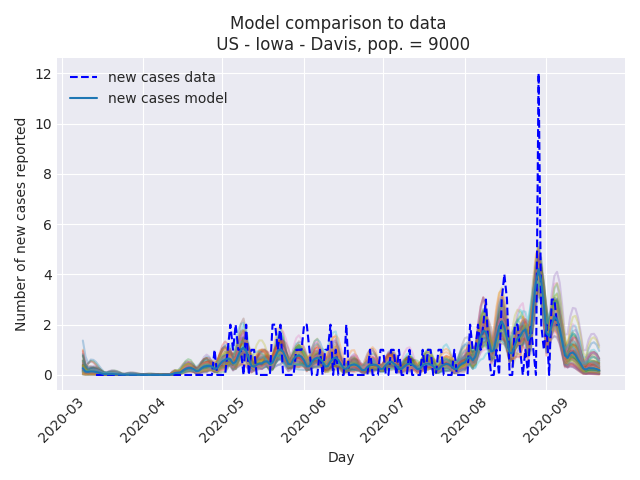 Model comparison to data
US - Iowa - Davis, pop. = 9000
new cases data
new cases model
Number of new cases reported
12
10
8
6
4
2
0
2020-03
2020-04
2020-05
2020-06
2020-07
2020-08
2020-09
Day